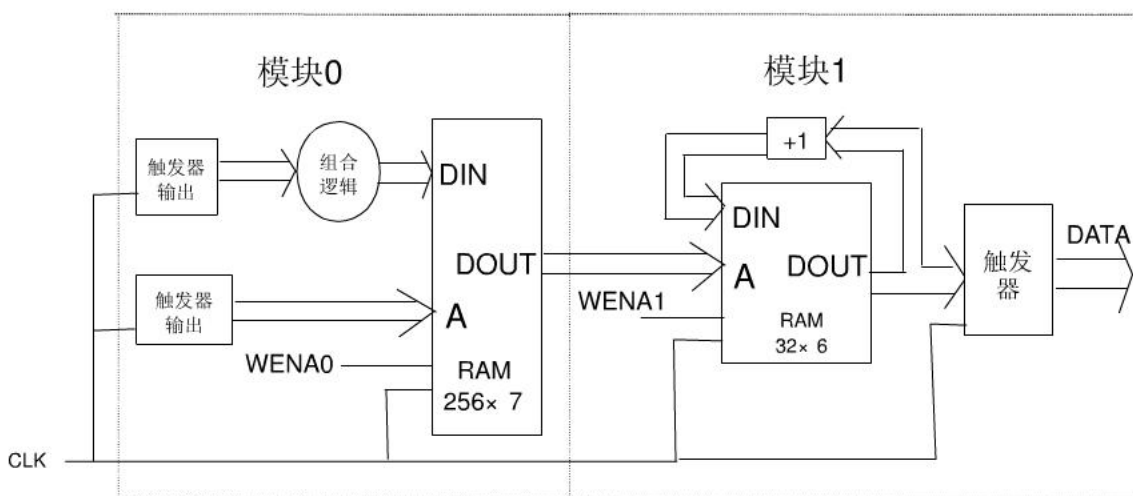 模块0
模块1
触发器
输出
组合
逻辑
DIN
DOUT
A
触发器
输出
WENA0
RAM
256× 7
+1
DIN
DOUT
A
WENA1
RAM
32× 6
触发
器
DATA
CLK